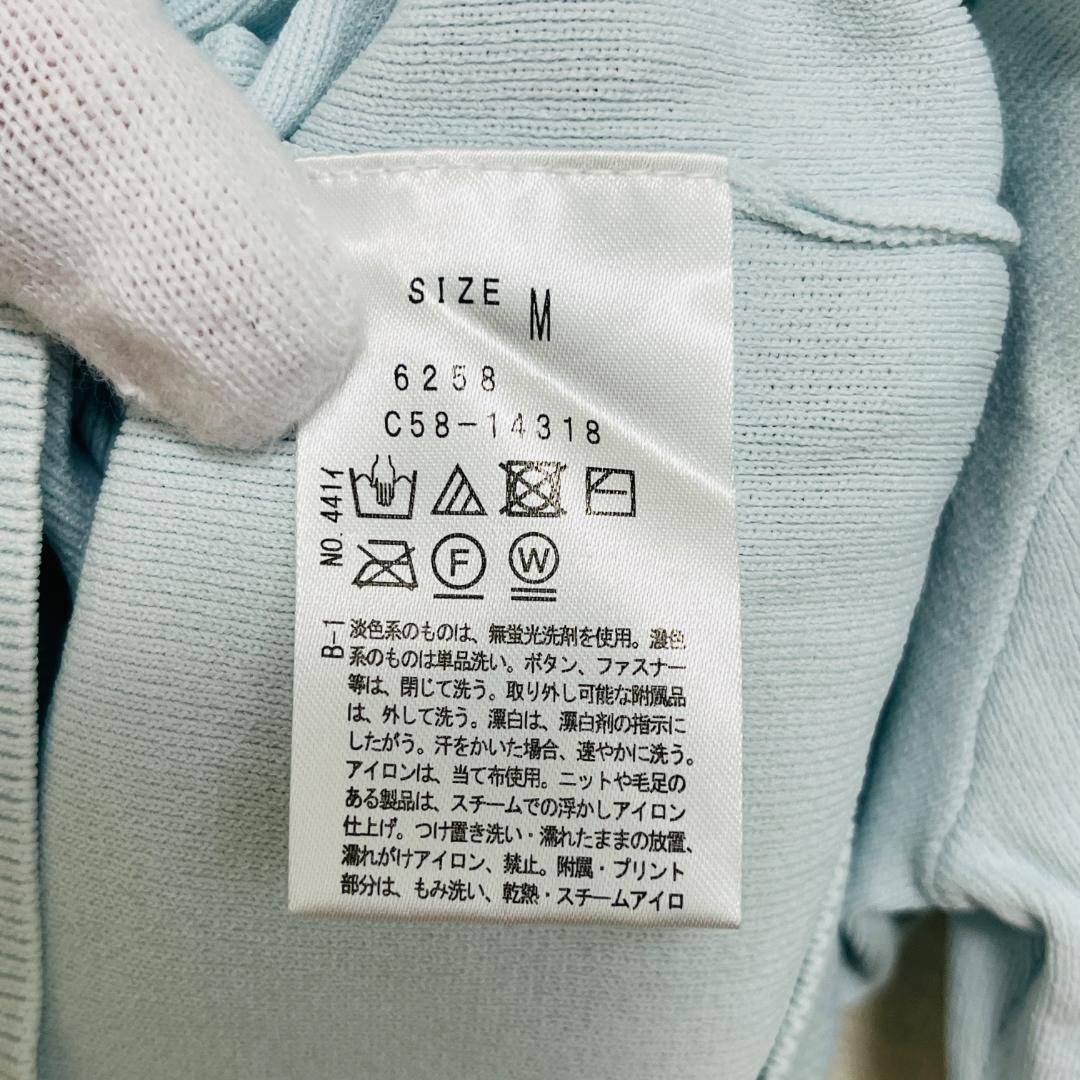 SIZE M
6258
C58-14318
NO.4414
F W
B-1
淡色系のものは、無蛍光洗剤を使用。濃色
系のものは単品洗い。ボタン、ファスナー
等は、閉じて洗う。取り外し可能な附属品
は、外して洗う。漂白は、漂白剤の指示に
したがう。汗をかいた場合、速やかに洗う。
アイロンは、当て布使用。ニットや毛足の
ある製品は、スチームでの浮かしアイロン
仕上げ。つけ置き洗い・濡れたままの放置、
濡れがけアイロン、禁止。附属・プリント
部分は、もみ洗い、乾熱・スチームアイロ